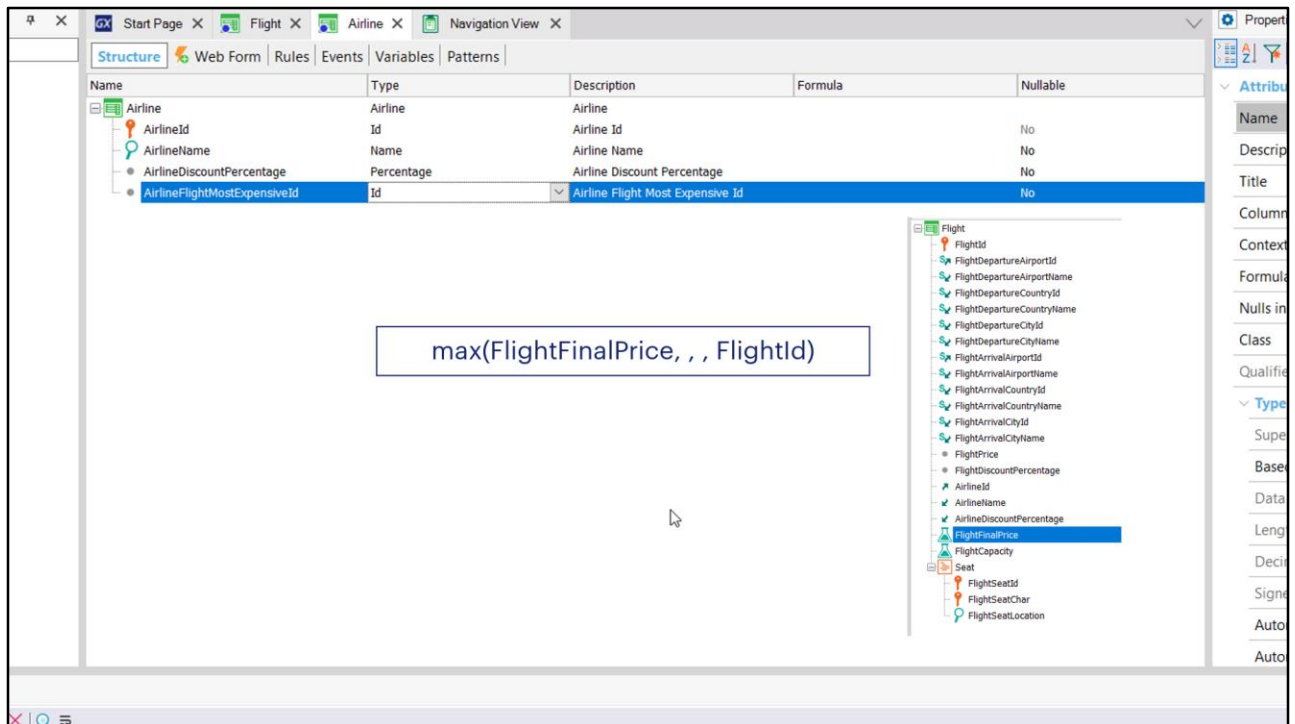 GX Start Page Flight Airline Navigation View
Structure Web Form Rules Events Variables Patterns
Name Type Description Formula Nullable
Airline Airline Airline
AirlineId Id Airline Id No
AirlineName Name Airline Name No
AirlineDiscountPercentage Percentage Airline Discount Percentage No
AirlineFlightMostExpensiveId Id Airline Flight Most Expensive Id No
max(FlightFinalPrice, , , FlightId)
Flight
FlightId
FlightDepartureAirportId
FlightDepartureAirportName
FlightDepartureCountryId
FlightDepartureCountryName
FlightDepartureCityId
FlightDepartureCityName
FlightArrivalAirportId
FlightArrivalAirportName
FlightArrivalCountryId
FlightArrivalCountryName
FlightArrivalCityId
FlightArrivalCityName
FlightPrice
FlightDiscountPercentage
AirlineId
AirlineName
AirlineDiscountPercentage
FlightFinalPrice
FlightCapacity
Seat
FlightSeatId
FlightSeatChar
FlightSeatLocation
Properti
Attribu
Name
Descrip
Title
Column
Context
Formula
Nulls in
Class
Qualifie
Type
Supe
Based
Data
Leng
Deci
Signe
Auto
Auto